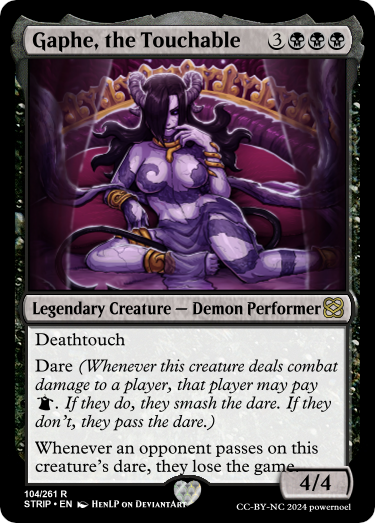 Gaphe, the Touchable 3
Legendary Creature — Demon Performer
Deathtouch
Dare (Whenever this creature deals combat
damage to a player, that player may pay
. If they do, they smash the dare. If they
don't, they pass the dare.)
Whenever an opponent passes on this
creature's dare, they lose the game.
4/4
104/261 R
STRIP • EN HenLP on DeviantArt
CC-BY-NC 2024 powernoel